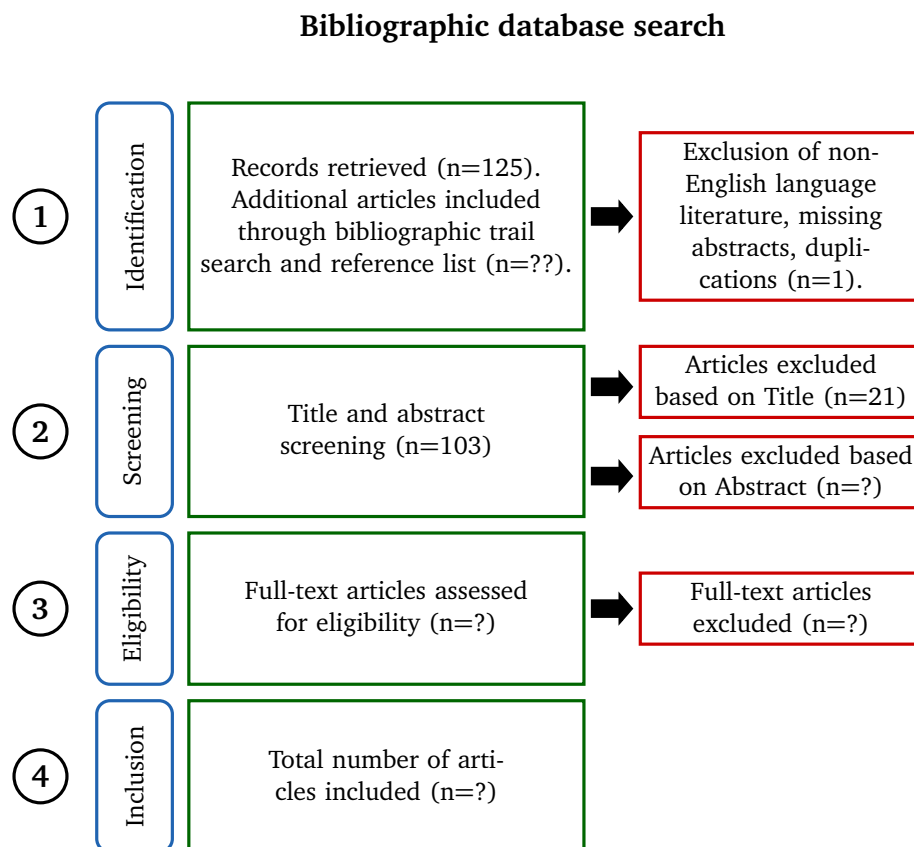 Bibliographic database search
1
Identification
Records retrieved (n=125).
Additional articles included
through bibliographic trail
search and reference list (n=??).
Exclusion of non-
English language
literature, missing
abstracts, dupli-
cations (n=1).
2
Screening
Title and abstract
screening (n=103)
Articles excluded
based on Title (n=21)
Articles excluded based
on Abstract (n=?)
3
Eligibility
Full-text articles assessed
for eligibility (n=?)
Full-text articles
excluded (n=?)
4
Inclusion
Total number of arti-
cles included (n=?)